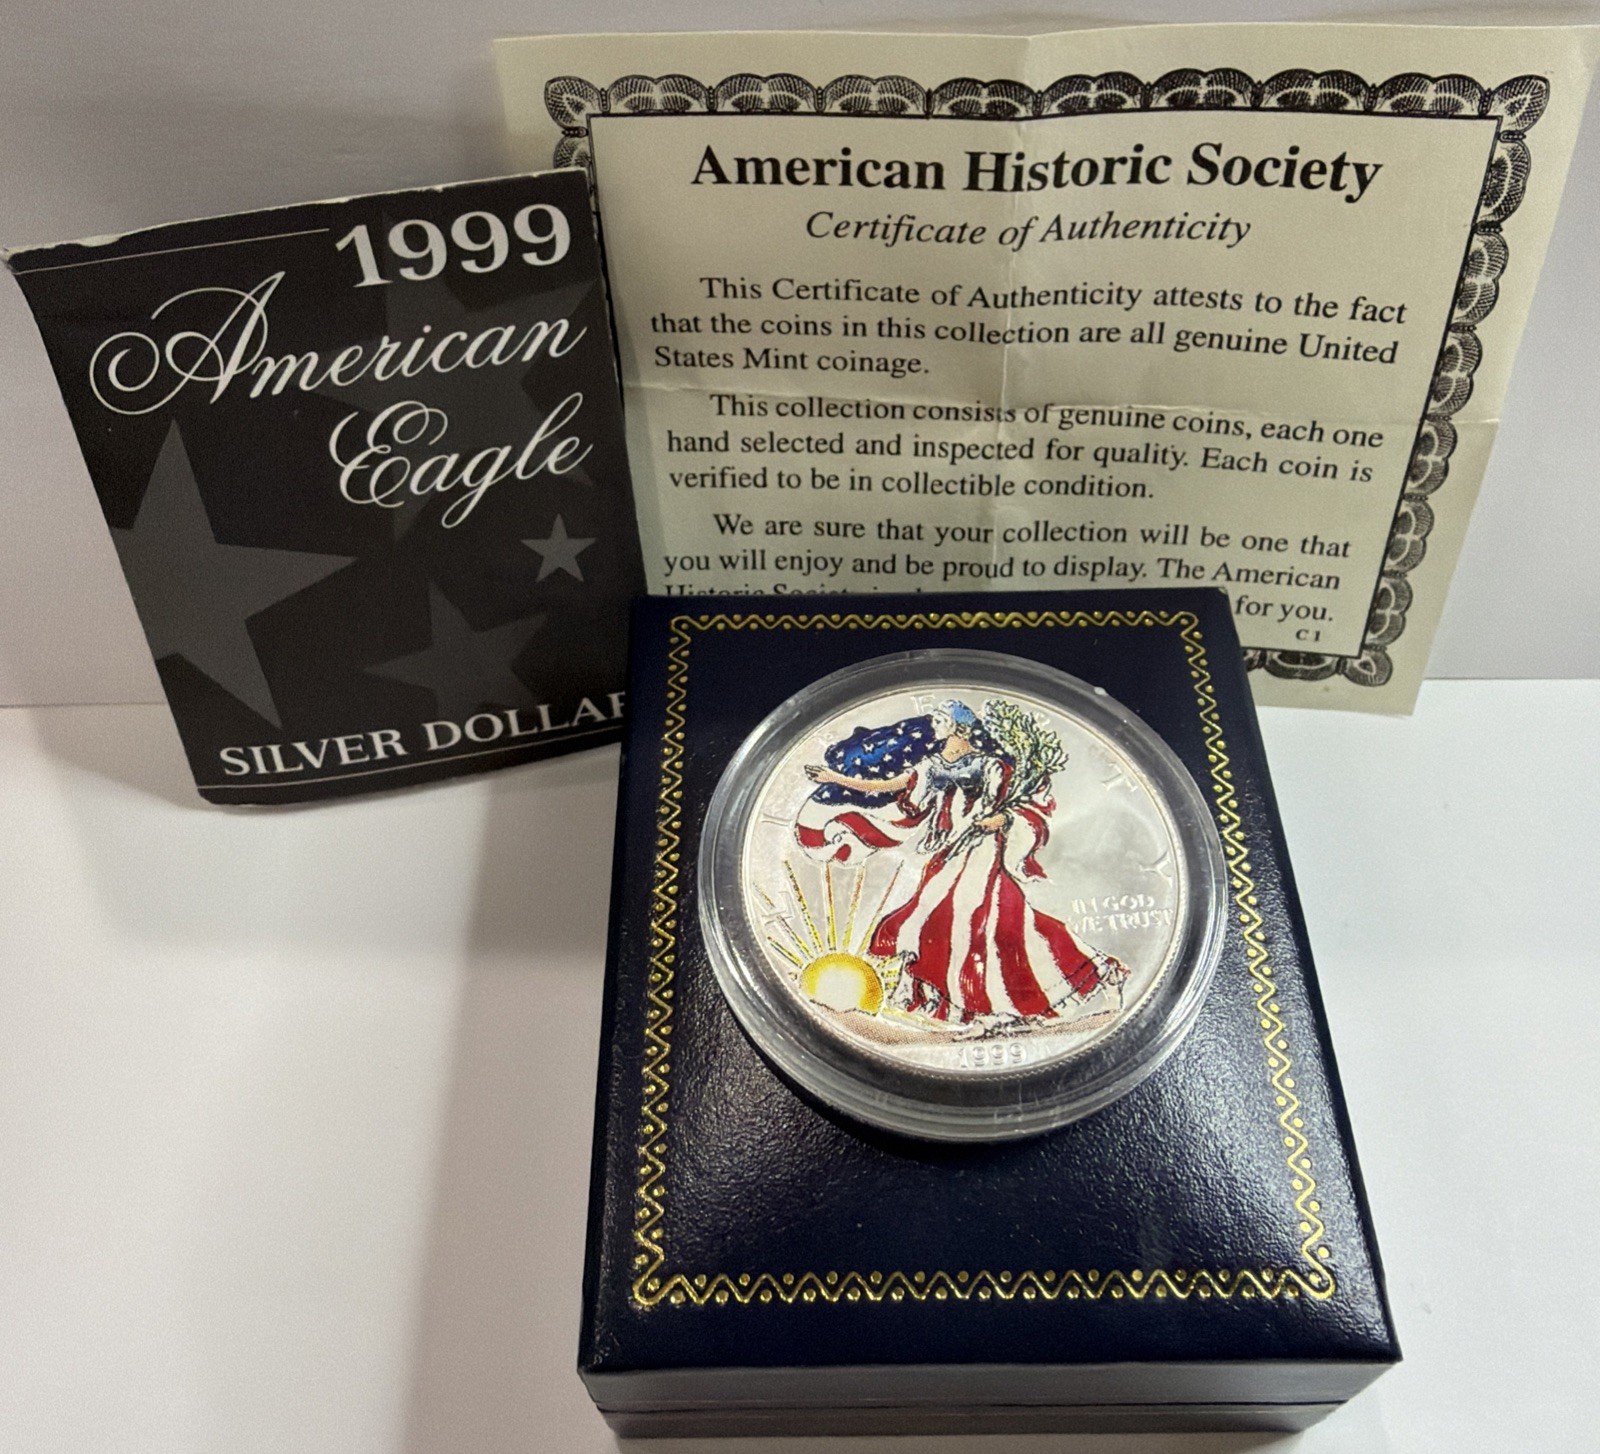 1999
American
Eagle
SILVER DOLLAR
American Historic Society
Certificate of Authenticity
This Certificate of Authenticity attests to the fact
that the coins in this collection are all genuine United
States Mint coinage.
This collection consists of genuine coins, each one
hand selected and inspected for quality. Each coin is
verified to be in collectible condition.
We are sure that your collection will be one that
you will enjoy and be proud to display. The American
Historic Society
for you.
C1
LIBERTY
IN GOD
WE TRUST
1999